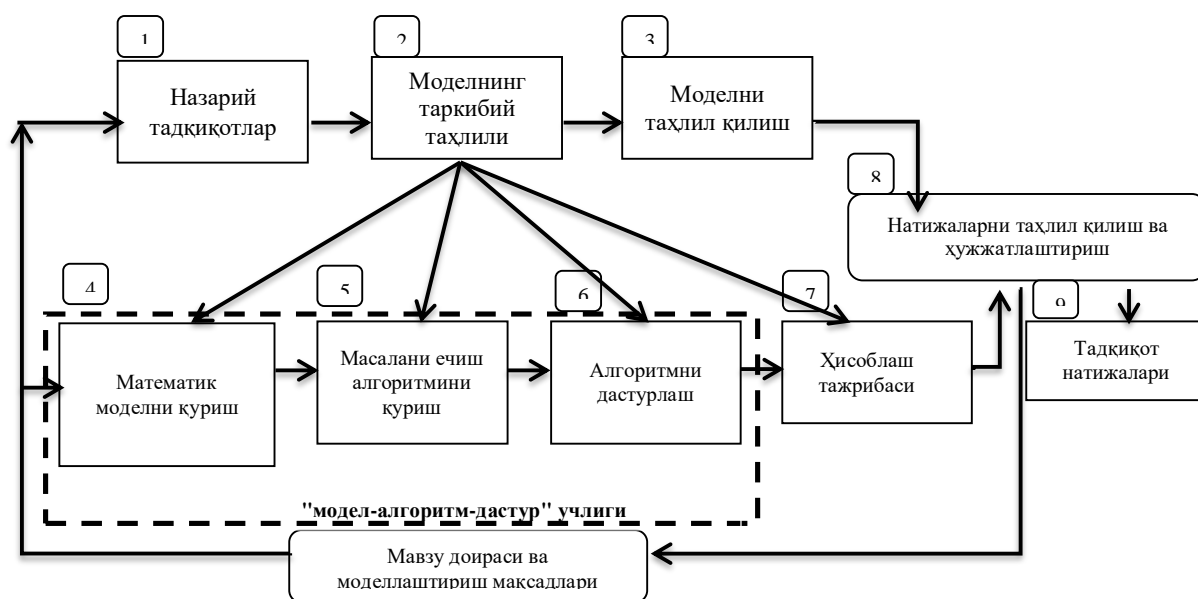 1
Назарий
тадқиқотлар
2
Моделнинг
таркибий
таҳлили
3
Моделни
таҳлил қилиш
8
Натижаларни таҳлил қилиш ва
ҳужжатлаштириш
4
Математик
моделни қуриш
5
Масалани ечиш
алгоритмини
қуриш
6
Алгоритмни
дастурлаш
7
Ҳисоблаш
тажрибаси
9
Тадқиқот
натижалари
"модел-алгоритм-дастур" учлиги
Мавзу доираси ва
моделлаштириш мақсадлари